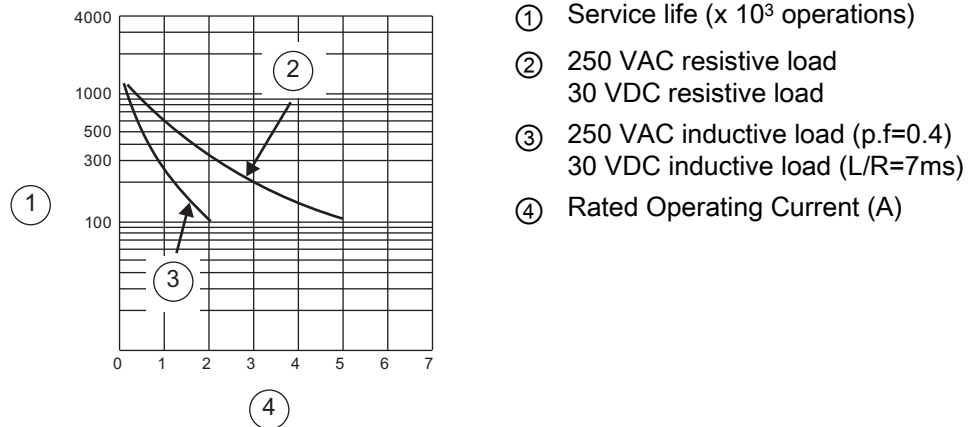 4000
1000
500
300
100
0 1 2 3 4 5 6 7
1
2
3
4
① Service life (x 10³ operations)
② 250 VAC resistive load
30 VDC resistive load
③ 250 VAC inductive load (p.f=0.4)
30 VDC inductive load (L/R=7ms)
④ Rated Operating Current (A)